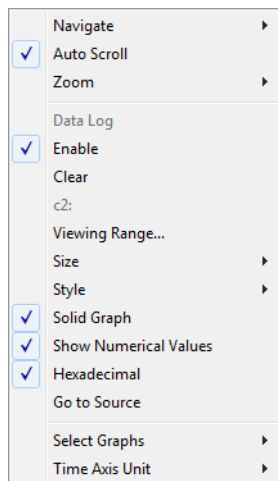 Navigate
Auto Scroll
Zoom
Data Log
Enable
Clear
c2:
Viewing Range...
Size
Style
Solid Graph
Show Numerical Values
Hexadecimal
Go to Source
Select Graphs
Time Axis Unit